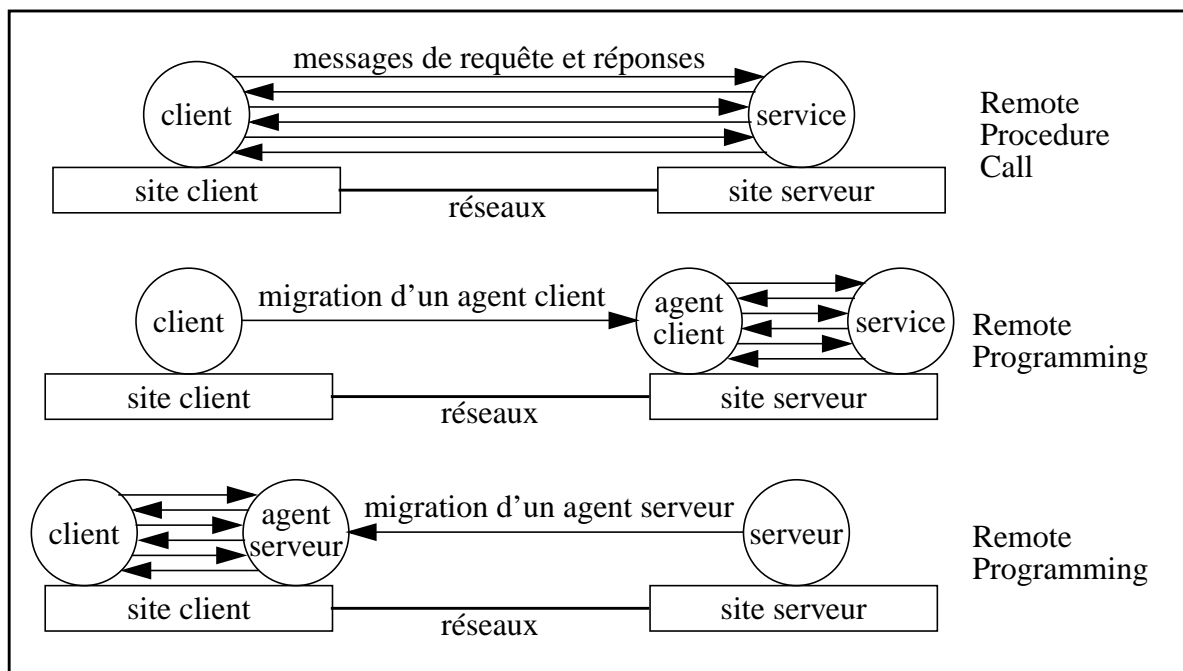 messages de requête et réponses
client
service
Remote
Procedure
Call
site client
site serveur
réseaux
migration d’un agent client
client
agent
client
service
Remote
Programming
site client
site serveur
réseaux
migration d’un agent serveur
client
agent
serveur
serveur
Remote
Programming
site client
site serveur
réseaux